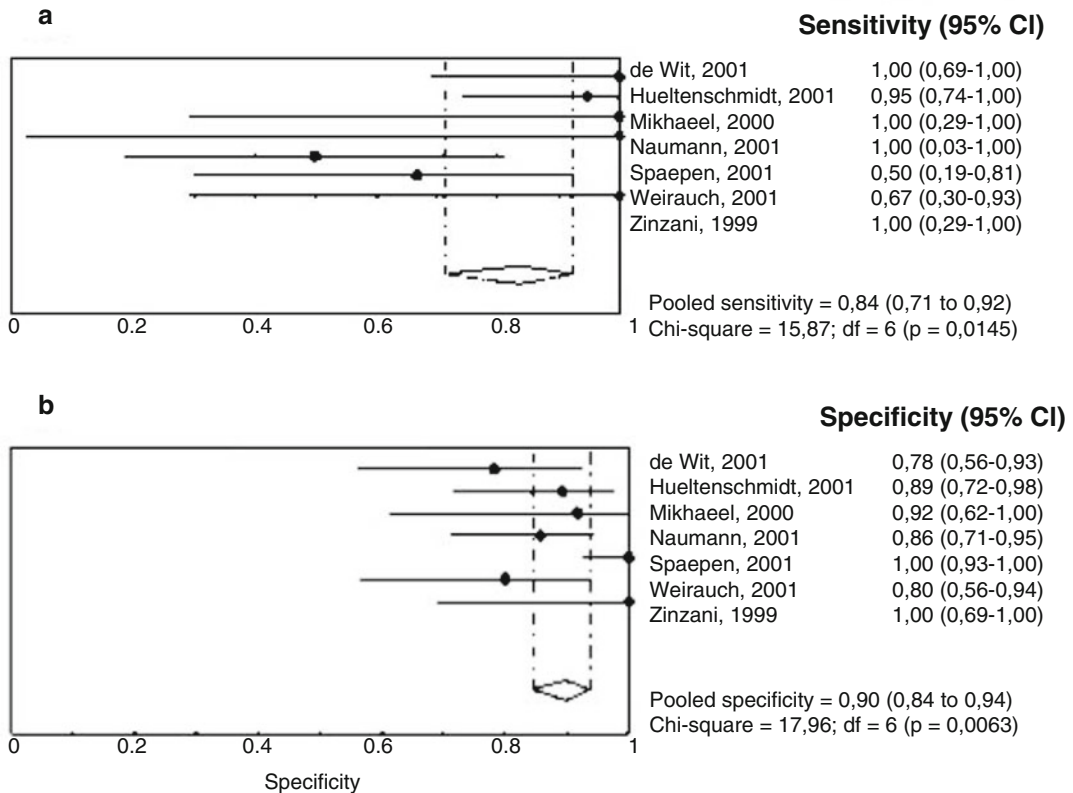 a
Sensitivity (95% CI)
de Wit, 2001 1,00 (0,69-1,00)
Hueltenschmidt, 2001 0,95 (0,74-1,00)
Mikhaeel, 2000 1,00 (0,29-1,00)
Naumann, 2001 1,00 (0,03-1,00)
Spaepen, 2001 0,50 (0,19-0,81)
Weirauch, 2001 0,67 (0,30-0,93)
Zinzani, 1999 1,00 (0,29-1,00)
Pooled sensitivity = 0,84 (0,71 to 0,92)
Chi-square = 15,87; df = 6 (p = 0,0145)
0 0.2 0.4 0.6 0.8 1
b
Specificity (95% CI)
de Wit, 2001 0,78 (0,56-0,93)
Hueltenschmidt, 2001 0,89 (0,72-0,98)
Mikhaeel, 2000 0,92 (0,62-1,00)
Naumann, 2001 0,86 (0,71-0,95)
Spaepen, 2001 1,00 (0,93-1,00)
Weirauch, 2001 0,80 (0,56-0,94)
Zinzani, 1999 1,00 (0,69-1,00)
Pooled specificity = 0,90 (0,84 to 0,94)
Chi-square = 17,96; df = 6 (p = 0,0063)
0 0.2 0.4 0.6 0.8 1
Specificity